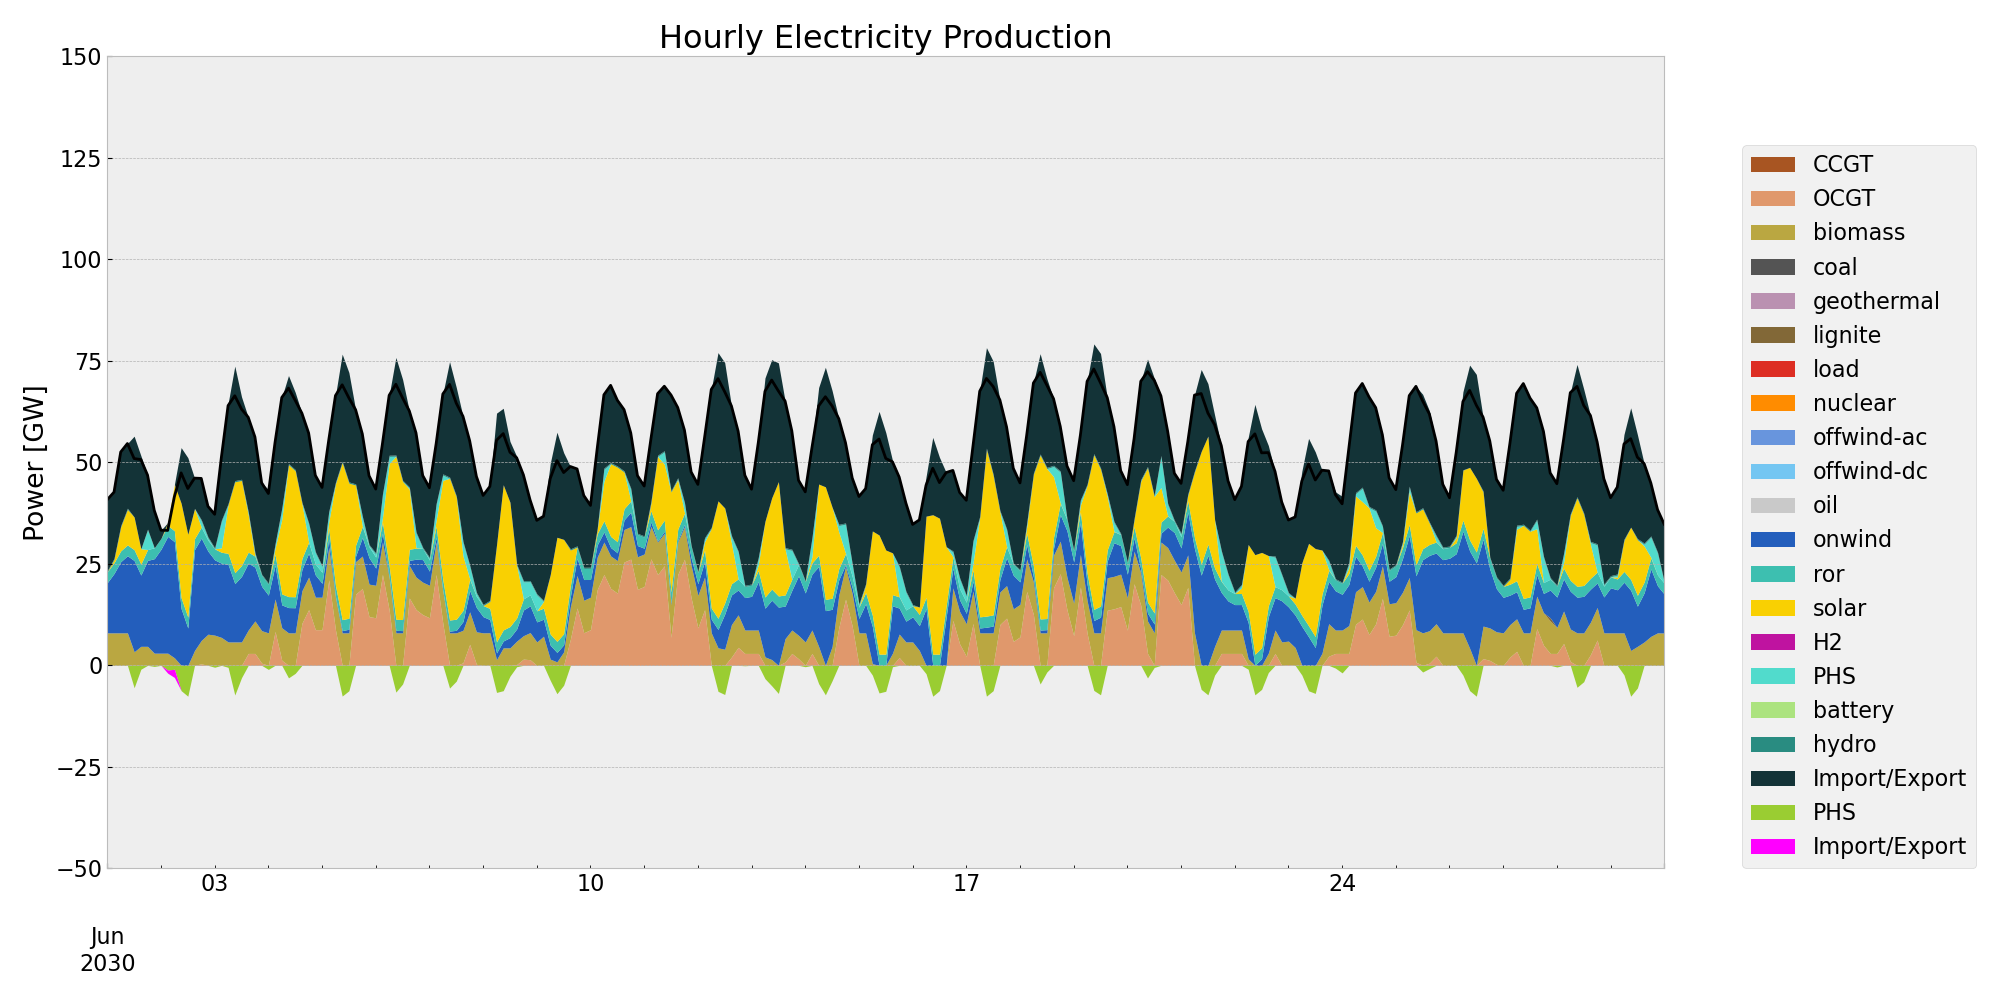 Hourly Electricity Production
Power [GW]
150
125
100
75
50
25
0
−25
−50
03
10
17
24
Jun
2030
CCGT
OCGT
biomass
coal
geothermal
lignite
load
nuclear
offwind-ac
offwind-dc
oil
onwind
ror
solar
H2
PHS
battery
hydro
Import/Export
PHS
Import/Export